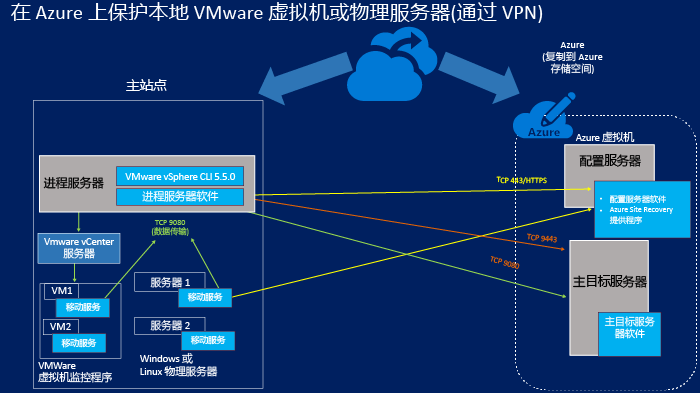 在 Azure 上保护本地 VMware 虚拟机或物理服务器(通过 VPN)
Azure
(复制到 Azure
存储空间)
主站点
Azure
Azure 虚拟机
进程服务器
VMware vSphere CLI 5.5.0
进程服务器软件
配置服务器
TCP 443/HTTPS
• 配置服务器软件
• Azure Site Recovery
提供程序
TCP 9080
(数据传输)
Vmware vCenter
服务器
TCP 9443
TCP 9080
主目标服务器
VM1
移动服务
服务器 1
移动服务
VM2
移动服务
服务器 2
移动服务
主目标服务
器软件
VMWare
虚拟机监控程序
Windows 或
Linux 物理服务器